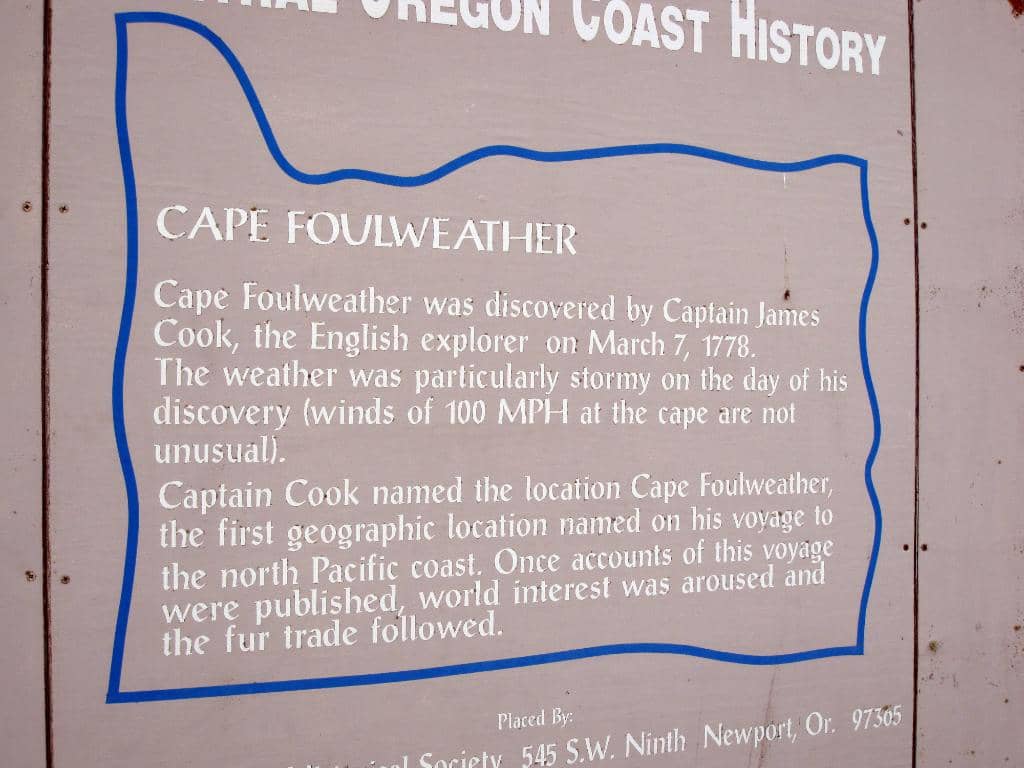 OREGON COAST HISTORY
CAPE FOULWEATHER
Cape Foulweather was discovered by Captain James
Cook, the English explorer on March 7, 1778.
The weather was particularly stormy on the day of his
discovery (winds of 100 MPH at the cape are not
unusual).
Captain Cook named the location Cape Foulweather,
the first geographic location named on his voyage to
the north Pacific coast. Once accounts of this voyage
were published, world interest was aroused and
the fur trade followed.
Placed By:
Society 545 S.W. Ninth Newport, Or. 97365